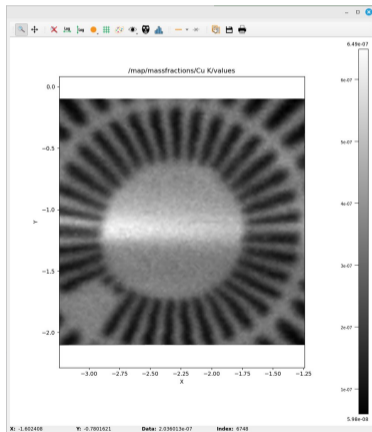 /map/massfractions/Cu K/values
6.49e-07
0.0
6e-07
−0.5
5e-07
Y
−1.0
4e-07
−1.5
3e-07
2e-07
−2.0
1e-07
−3.00 −2.75 −2.50 −2.25 −2.00 −1.75 −1.50 −1.25
X
5.98e-08
X: -1.602408 Y: -0.7801621 Data: 2.036013e-07 Index: 6748